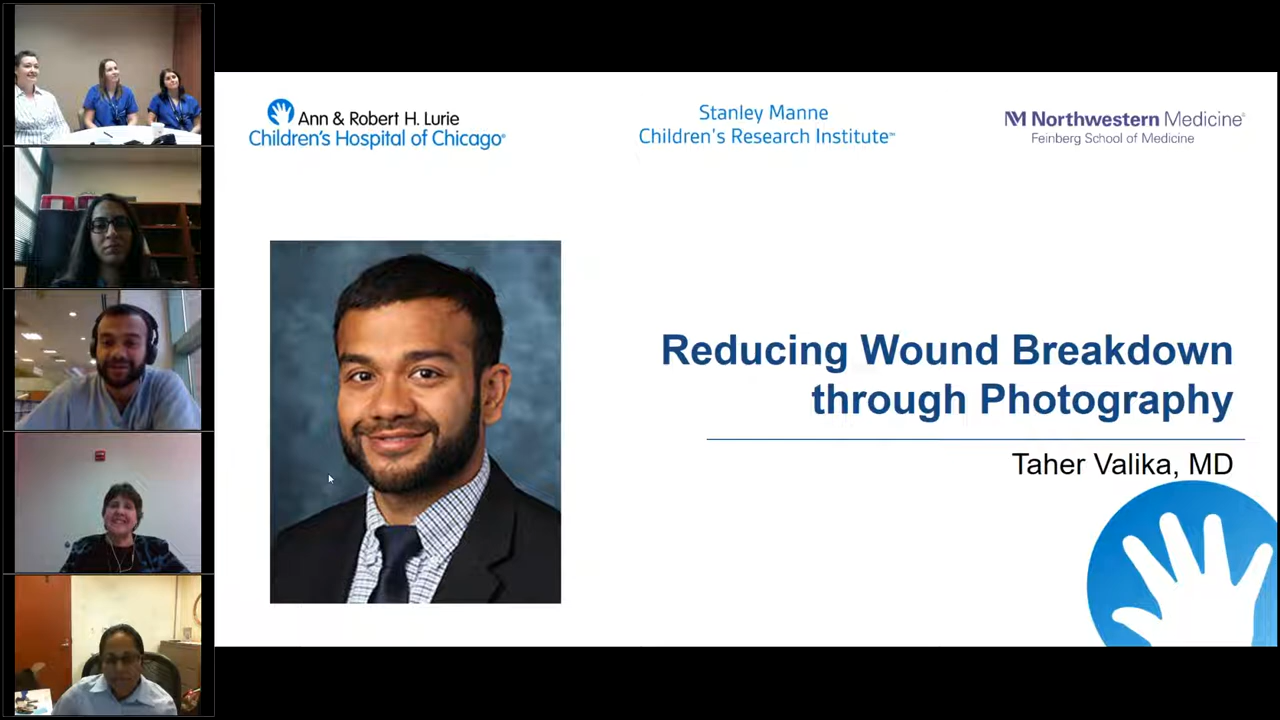 Ann & Robert H. Lurie
Children's Hospital of Chicago®
Stanley Manne
Children's Research Institute™
Northwestern Medicine®
Feinberg School of Medicine
Reducing Wound Breakdown
through Photography
Taher Valika, MD